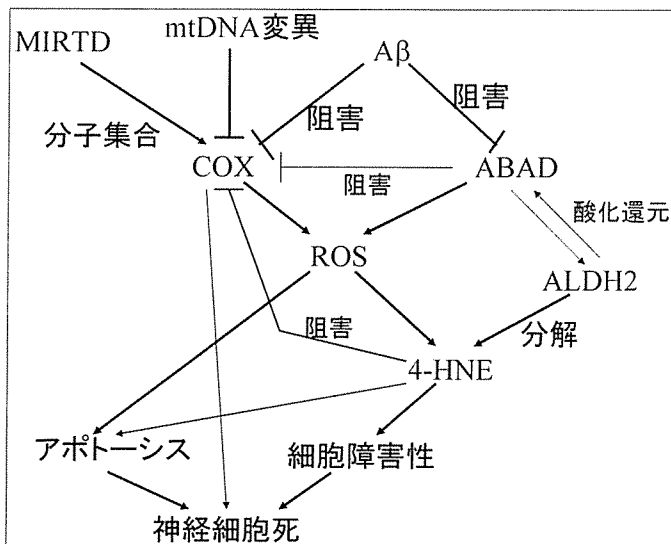 mtDNA変異
MIRTD
Aβ
阻害
阻害
分子集合
COX
阻害
ABAD
酸化還元
ROS
ALDH2
阻害
分解
4-HNE
アポトーシス
細胞障害性
神経細胞死